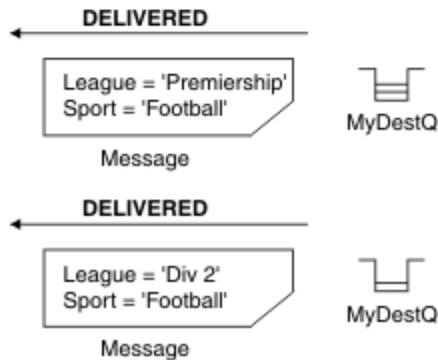 DELIVERED
League = 'Premiership'
Sport = 'Football'
MyDestQ
Message
DELIVERED
League = 'Div 2'
Sport = 'Football'
MyDestQ
Message